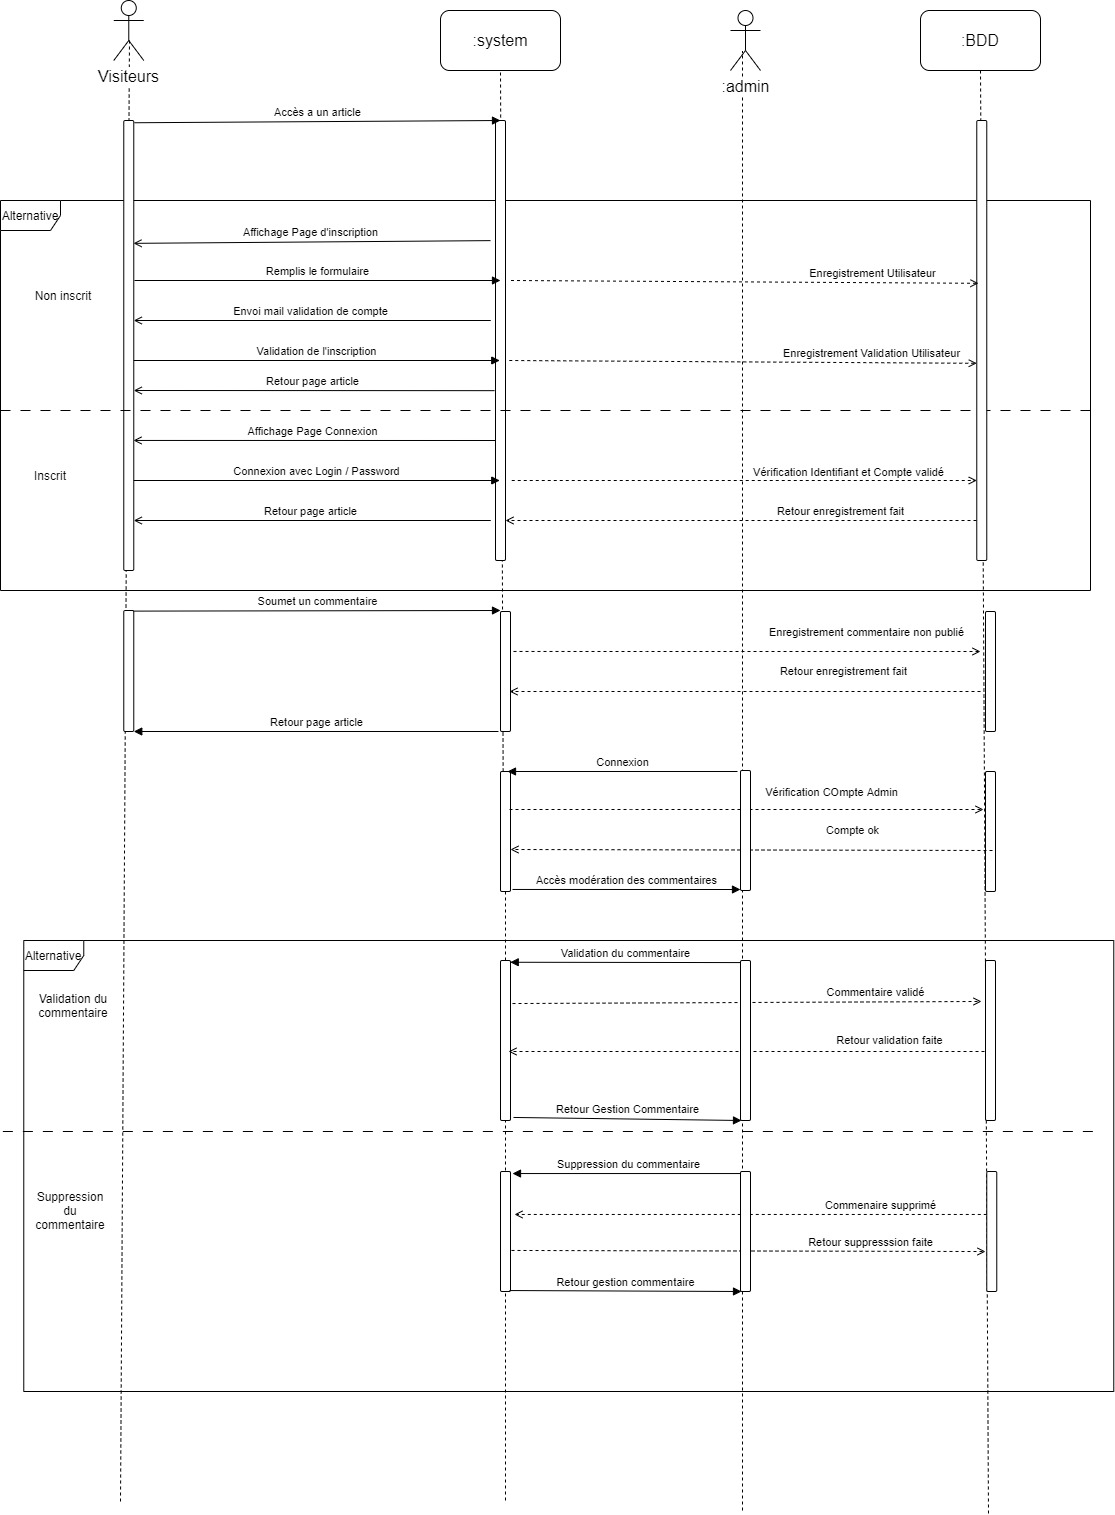 Visiteurs
:system
:admin
:BDD
Accès a un article
Alternative
Affichage Page d'inscription
Remplis le formulaire
Enregistrement Utilisateur
Non inscrit
Envoi mail validation de compte
Validation de l'inscription
Enregistrement Validation Utilisateur
Retour page article
Affichage Page Connexion
Inscrit
Connexion avec Login / Password
Vérification Identifiant et Compte validé
Retour page article
Retour enregistrement fait
Soumet un commentaire
Enregistrement commentaire non publié
Retour enregistrement fait
Retour page article
Connexion
Vérification COmpte Admin
Compte ok
Accès modération des commentaires
Alternative
Validation du commentaire
Validation du
commentaire
Commentaire validé
Retour validation faite
Retour Gestion Commentaire
Suppression du commentaire
Suppression
du
commentaire
Commenaire supprimé
Retour suppresssion faite
Retour gestion commentaire